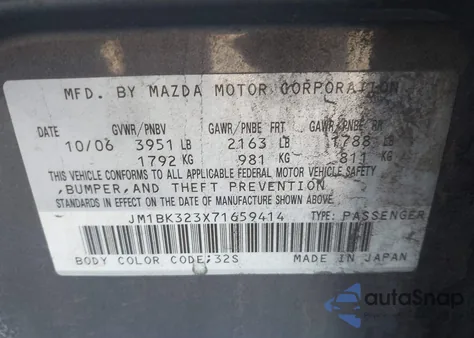 MFD. BY MAZDA MOTOR CORPORATION
DATE GVWR/PNBV GAWR/PNBE FRT GAWR/PNBE RR
10/06 3951 LB 2163 LB 1788 LB
1792 KG 981 KG 811 KG
THIS VEHICLE CONFORMS TO ALL APPLICABLE FEDERAL MOTOR VEHICLE SAFETY,
BUMPER, AND THEFT PREVENTION
STANDARDS IN EFFECT ON THE DATE OF MANUFACTURE SHOWN ABOVE.
JM1BK323X71659414 TYPE: PASSENGER
BODY COLOR CODE:32S MADE IN JAPAN
autoSnap